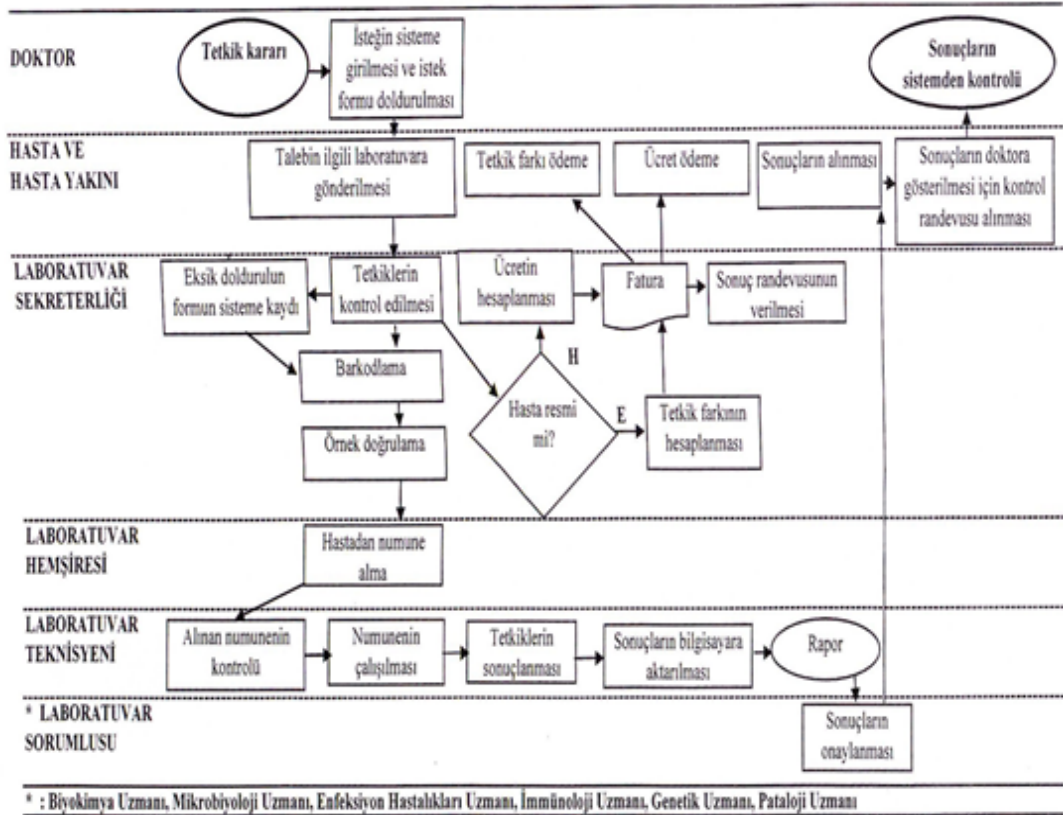 DOKTOR
Tetkik kararı
İsteğin sisteme
girilmesi ve istek
formu doldurulması
Sonuçların
sistemden kontrolü
HASTA VE
HASTA YAKINI
Talebin ilgili laboratuvara
gönderilmesi
Tetkik farkı ödeme
Ücret ödeme
Sonuçların alınması
Sonuçların doktora
gösterilmesi için kontrol
randevusu alınması
LABORATUVAR
SEKRETERLİĞİ
Eksik doldurulun
formun sisteme kaydı
Tetkiklerin
kontrol edilmesi
Ücretin
hesaplanması
Fatura
Sonuç randevusunun
verilmesi
Barkodlama
H
Hasta resmi
mi?
E
Tetkik farkının
hesaplanması
Örnek doğrulama
LABORATUVAR
HEMŞİRESİ
Hastadan numune
alma
LABORATUVAR
TEKNİSYENİ
Alınan numunenin
kontrolü
Numunenin
çalışılması
Tetkiklerin
sonuçlanması
Sonuçların bilgisayara
aktarılması
Rapor
* LABORATUVAR
SORUMLUSU
Sonuçların
onaylanması
* : Biyokimya Uzmanı, Mikrobiyoloji Uzmanı, Enfeksiyon Hastalıkları Uzmanı, İmmünoloji Uzmanı, Genetik Uzmanı, Pataloji Uzmanı